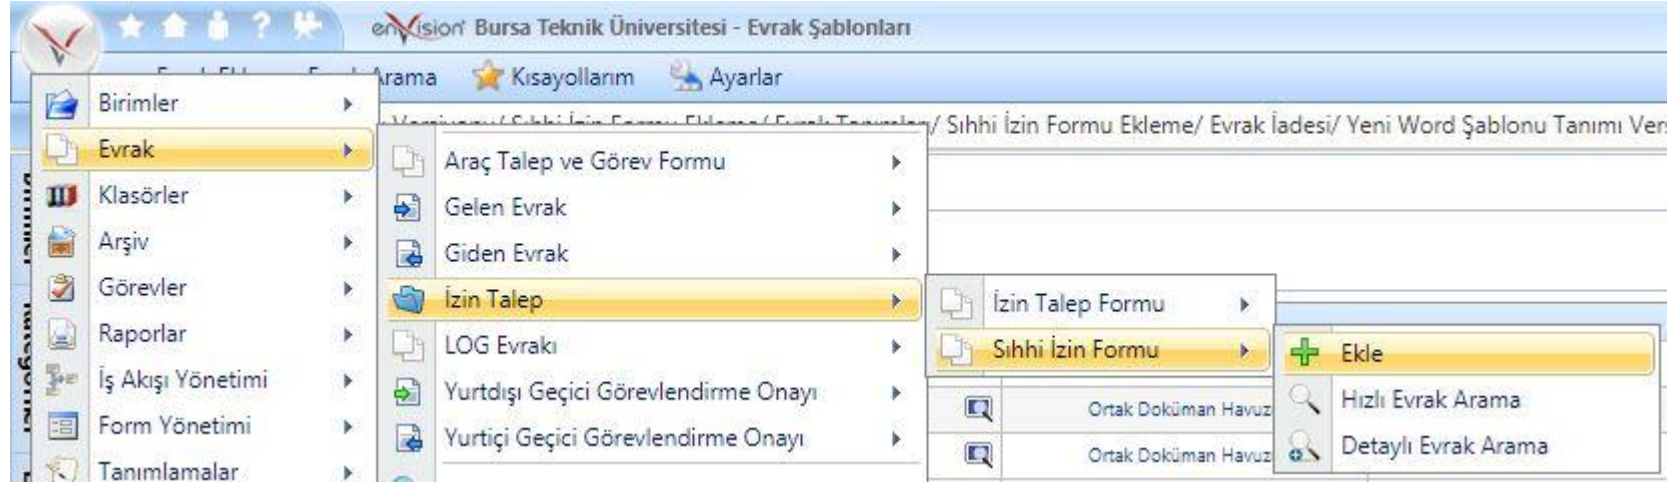 enVision Bursa Teknik Üniversitesi - Evrak Şablonları
Arama Kısayollarım Ayarlar
/ Sıhhi İzin Formu Ekleme/ Evrak İadesi/ Yeni Word Şablonu Tanımı Vers
Birimler
Evrak
Klasörler
Arşiv
Görevler
Raporlar
İş Akışı Yönetimi
Form Yönetimi
Tanımlamalar
Araç Talep ve Görev Formu
Gelen Evrak
Giden Evrak
İzin Talep
LOG Evrakı
Yurtdışı Geçici Görevlendirme Onayı
Yurtiçi Geçici Görevlendirme Onayı
İzin Talep Formu
Sıhhi İzin Formu
Ekle
Hızlı Evrak Arama
Detaylı Evrak Arama
Ortak Doküman Havuz
Ortak Doküman Havuz